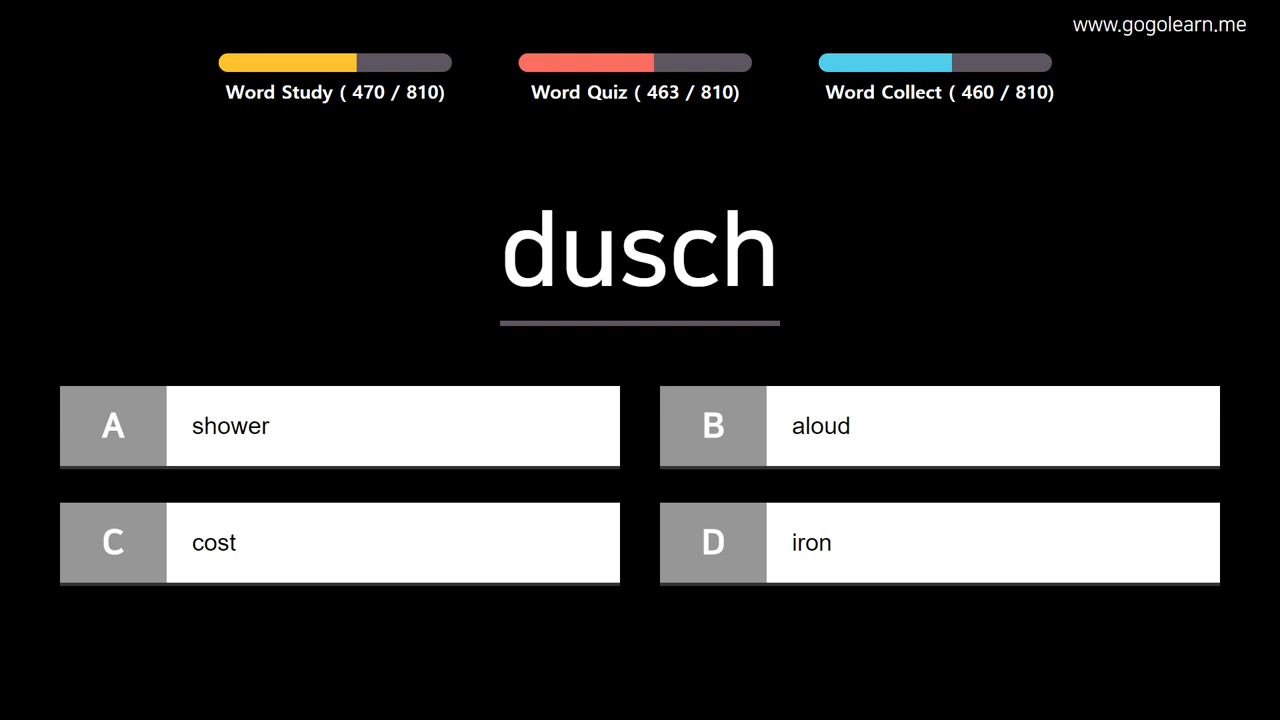 www.gogolearn.me
Word Study ( 470 / 810)
Word Quiz ( 463 / 810)
Word Collect ( 460 / 810)
dusch
A shower
B aloud
C cost
D iron